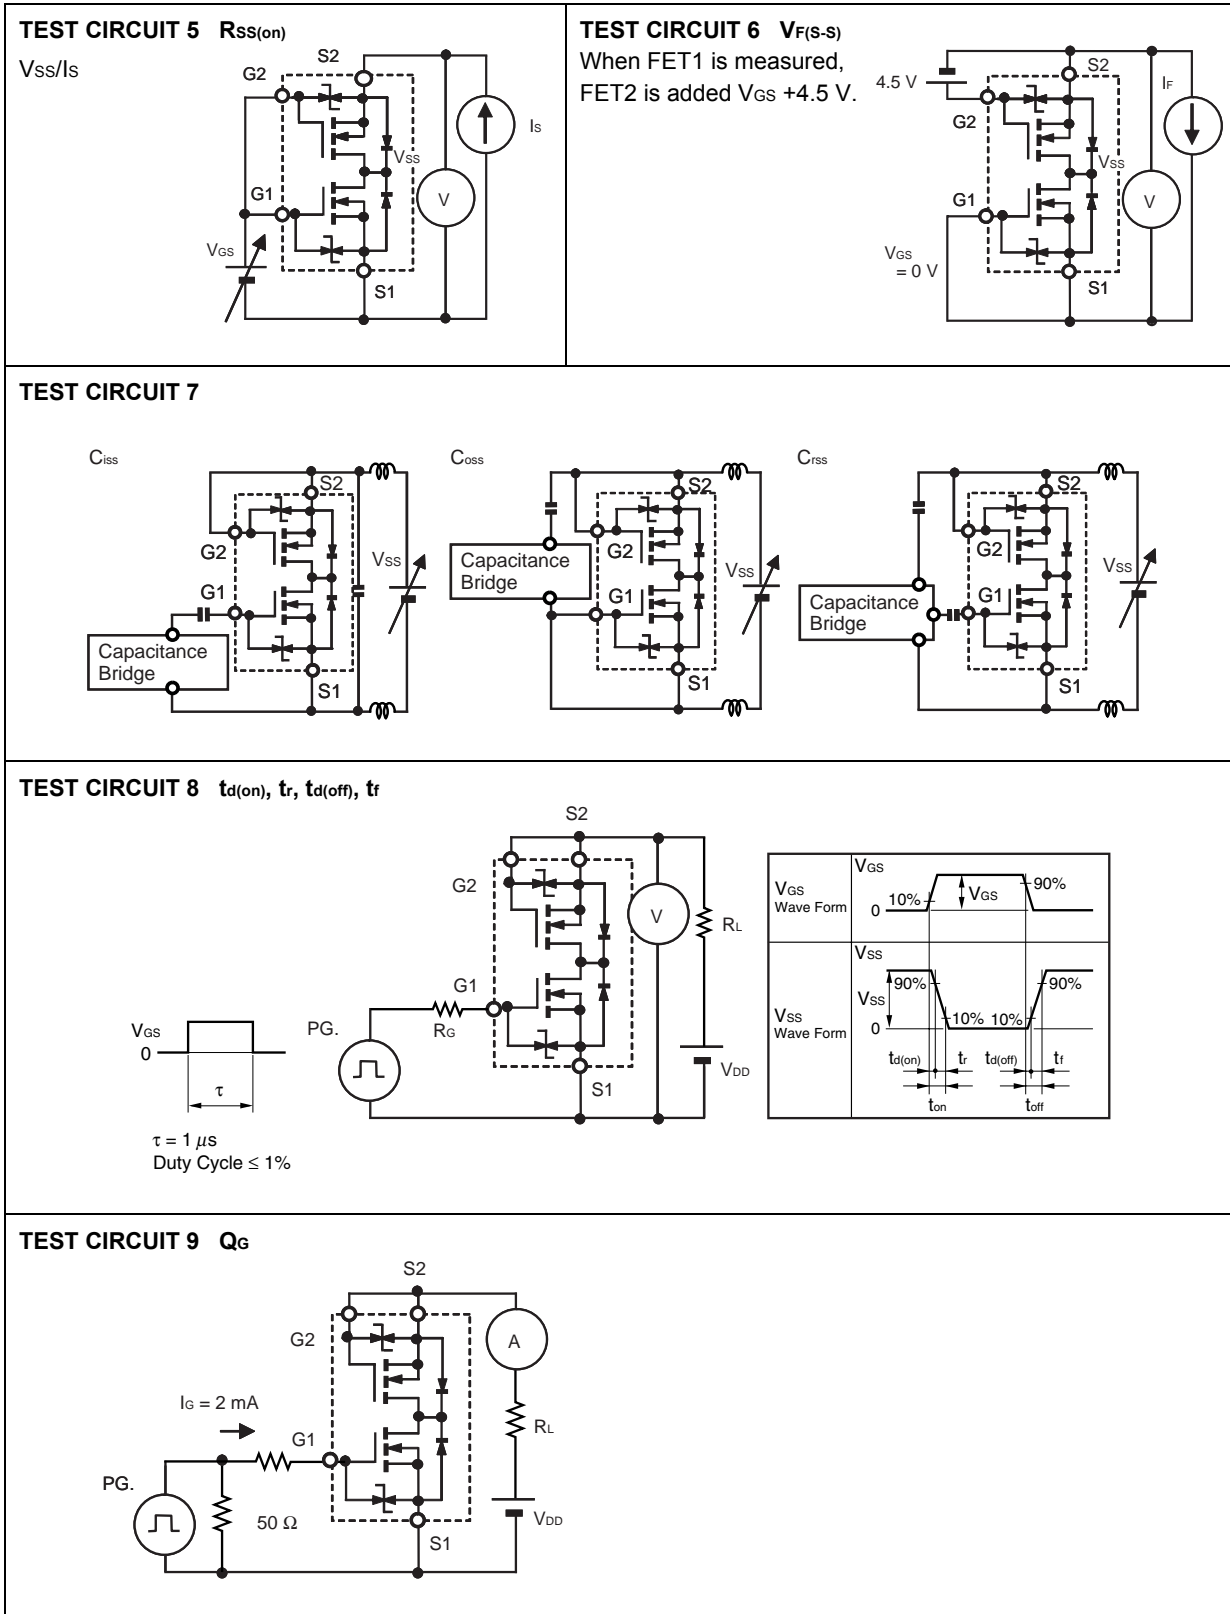 TEST CIRCUIT 5 RSS(on)
VSS/IS
S2
G2
IS
VSS
G1
V
VGS
S1
TEST CIRCUIT 6 VF(S-S)
When FET1 is measured,
FET2 is added VGS +4.5 V.
S2
4.5 V
IF
G2
VSS
G1
V
VGS
= 0 V
S1
TEST CIRCUIT 7
Ciss
S2
G2
VSS
G1
Capacitance
Bridge
S1
Coss
S2
G2
Capacitance
Bridge
VSS
G1
S1
Crss
S2
G2
VSS
G1
Capacitance
Bridge
S1
TEST CIRCUIT 8 td(on), tr, td(off), tf
S2
G2
V
RL
G1
PG.
RG
VDD
S1
VGS
0
τ
τ = 1 μs
Duty Cycle ≤ 1%
VGS
Wave Form
VGS
10%
0
VGS
90%
VSS
Wave Form
VSS
90%
VSS
0
10%
10%
90%
td(on)
tr
td(off)
tf
ton
toff
TEST CIRCUIT 9 QG
S2
G2
A
IG = 2 mA
RL
G1
PG.
50 Ω
VDD
S1